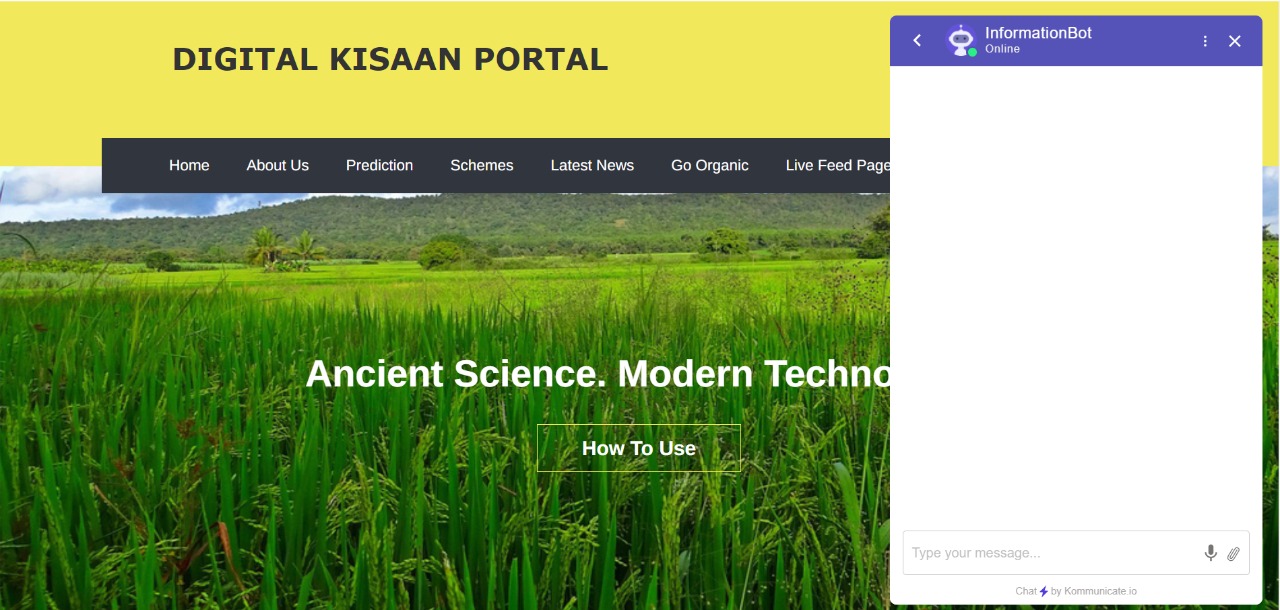 DIGITAL KISAAN PORTAL
Home About Us Prediction Schemes Latest News Go Organic Live Feed Page
Ancient Science. Modern Techno
How To Use
InformationBot
Online
Type your message...
Chat by Kommunicate.io